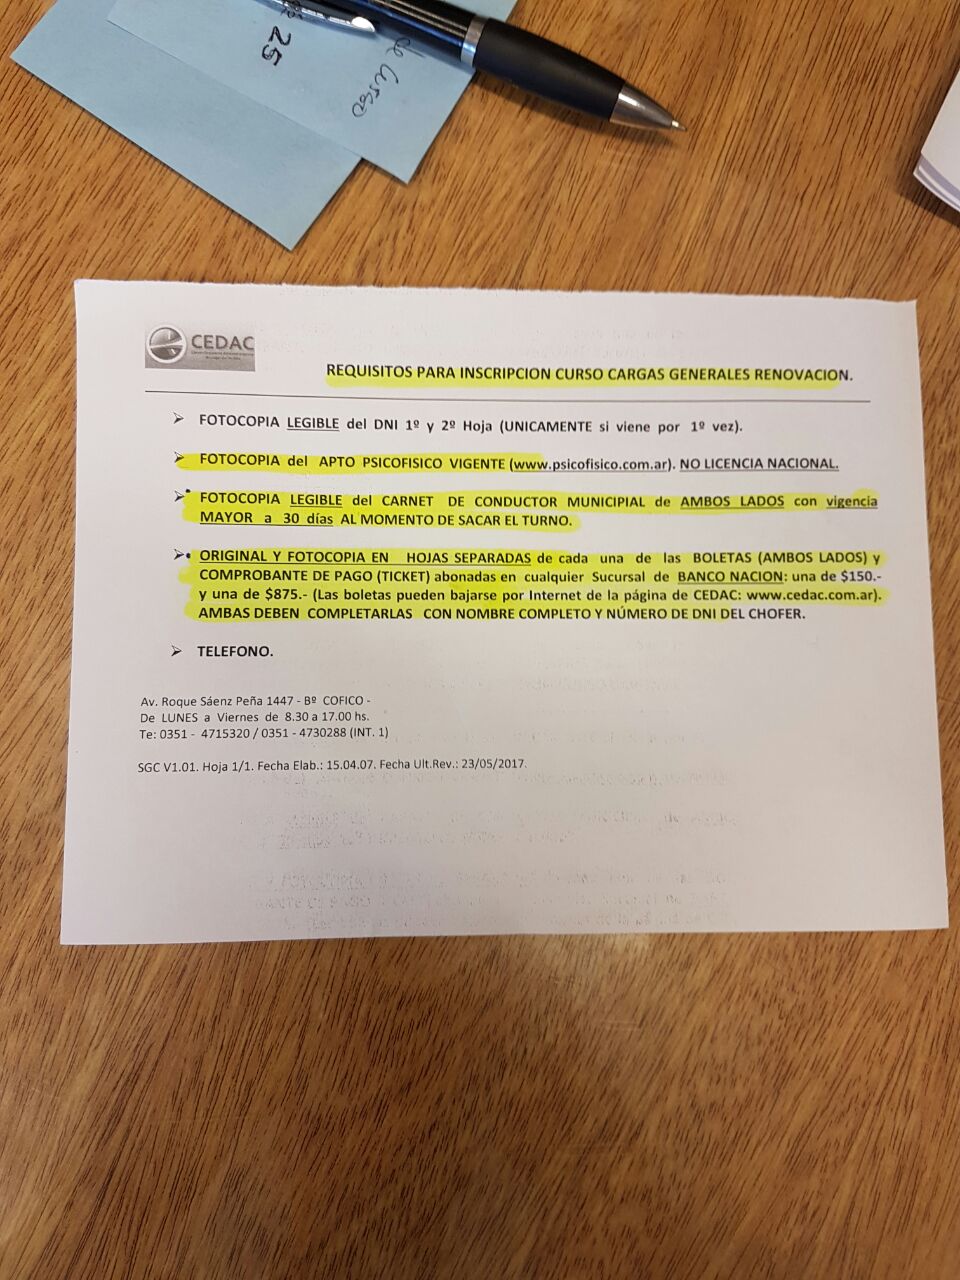 25
de Curso
CEDAC
REQUISITOS PARA INSCRIPCION CURSO CARGAS GENERALES RENOVACION.
➢ FOTOCOPIA LEGIBLE del DNI 1º y 2º Hoja (UNICAMENTE si viene por 1º vez).
➢ FOTOCOPIA del APTO PSICOFISICO VIGENTE (www.psicofisico.com.ar). NO LICENCIA NACIONAL.
➢ FOTOCOPIA LEGIBLE del CARNET DE CONDUCTOR MUNICIPAL de AMBOS LADOS con vigencia
MAYOR a 30 días AL MOMENTO DE SACAR EL TURNO.
➢ ORIGINAL Y FOTOCOPIA EN HOJAS SEPARADAS de cada una de las BOLETAS (AMBOS LADOS) y
COMPROBANTE DE PAGO (TICKET) abonadas en cualquier Sucursal de BANCO NACION: una de $150.-
y una de $875.- (Las boletas pueden bajarse por Internet de la página de CEDAC: www.cedac.com.ar).
AMBAS DEBEN COMPLETARLAS CON NOMBRE COMPLETO Y NÚMERO DE DNI DEL CHOFER.
➢ TELEFONO.
Av. Roque Sáenz Peña 1447 - Bº COFICO -
De LUNES a Viernes de 8.30 a 17.00 hs.
Te: 0351 - 4715320 / 0351 - 4730288 (INT. 1)
SGC V1.01. Hoja 1/1. Fecha Elab.: 15.04.07. Fecha Ult.Rev.: 23/05/2017.